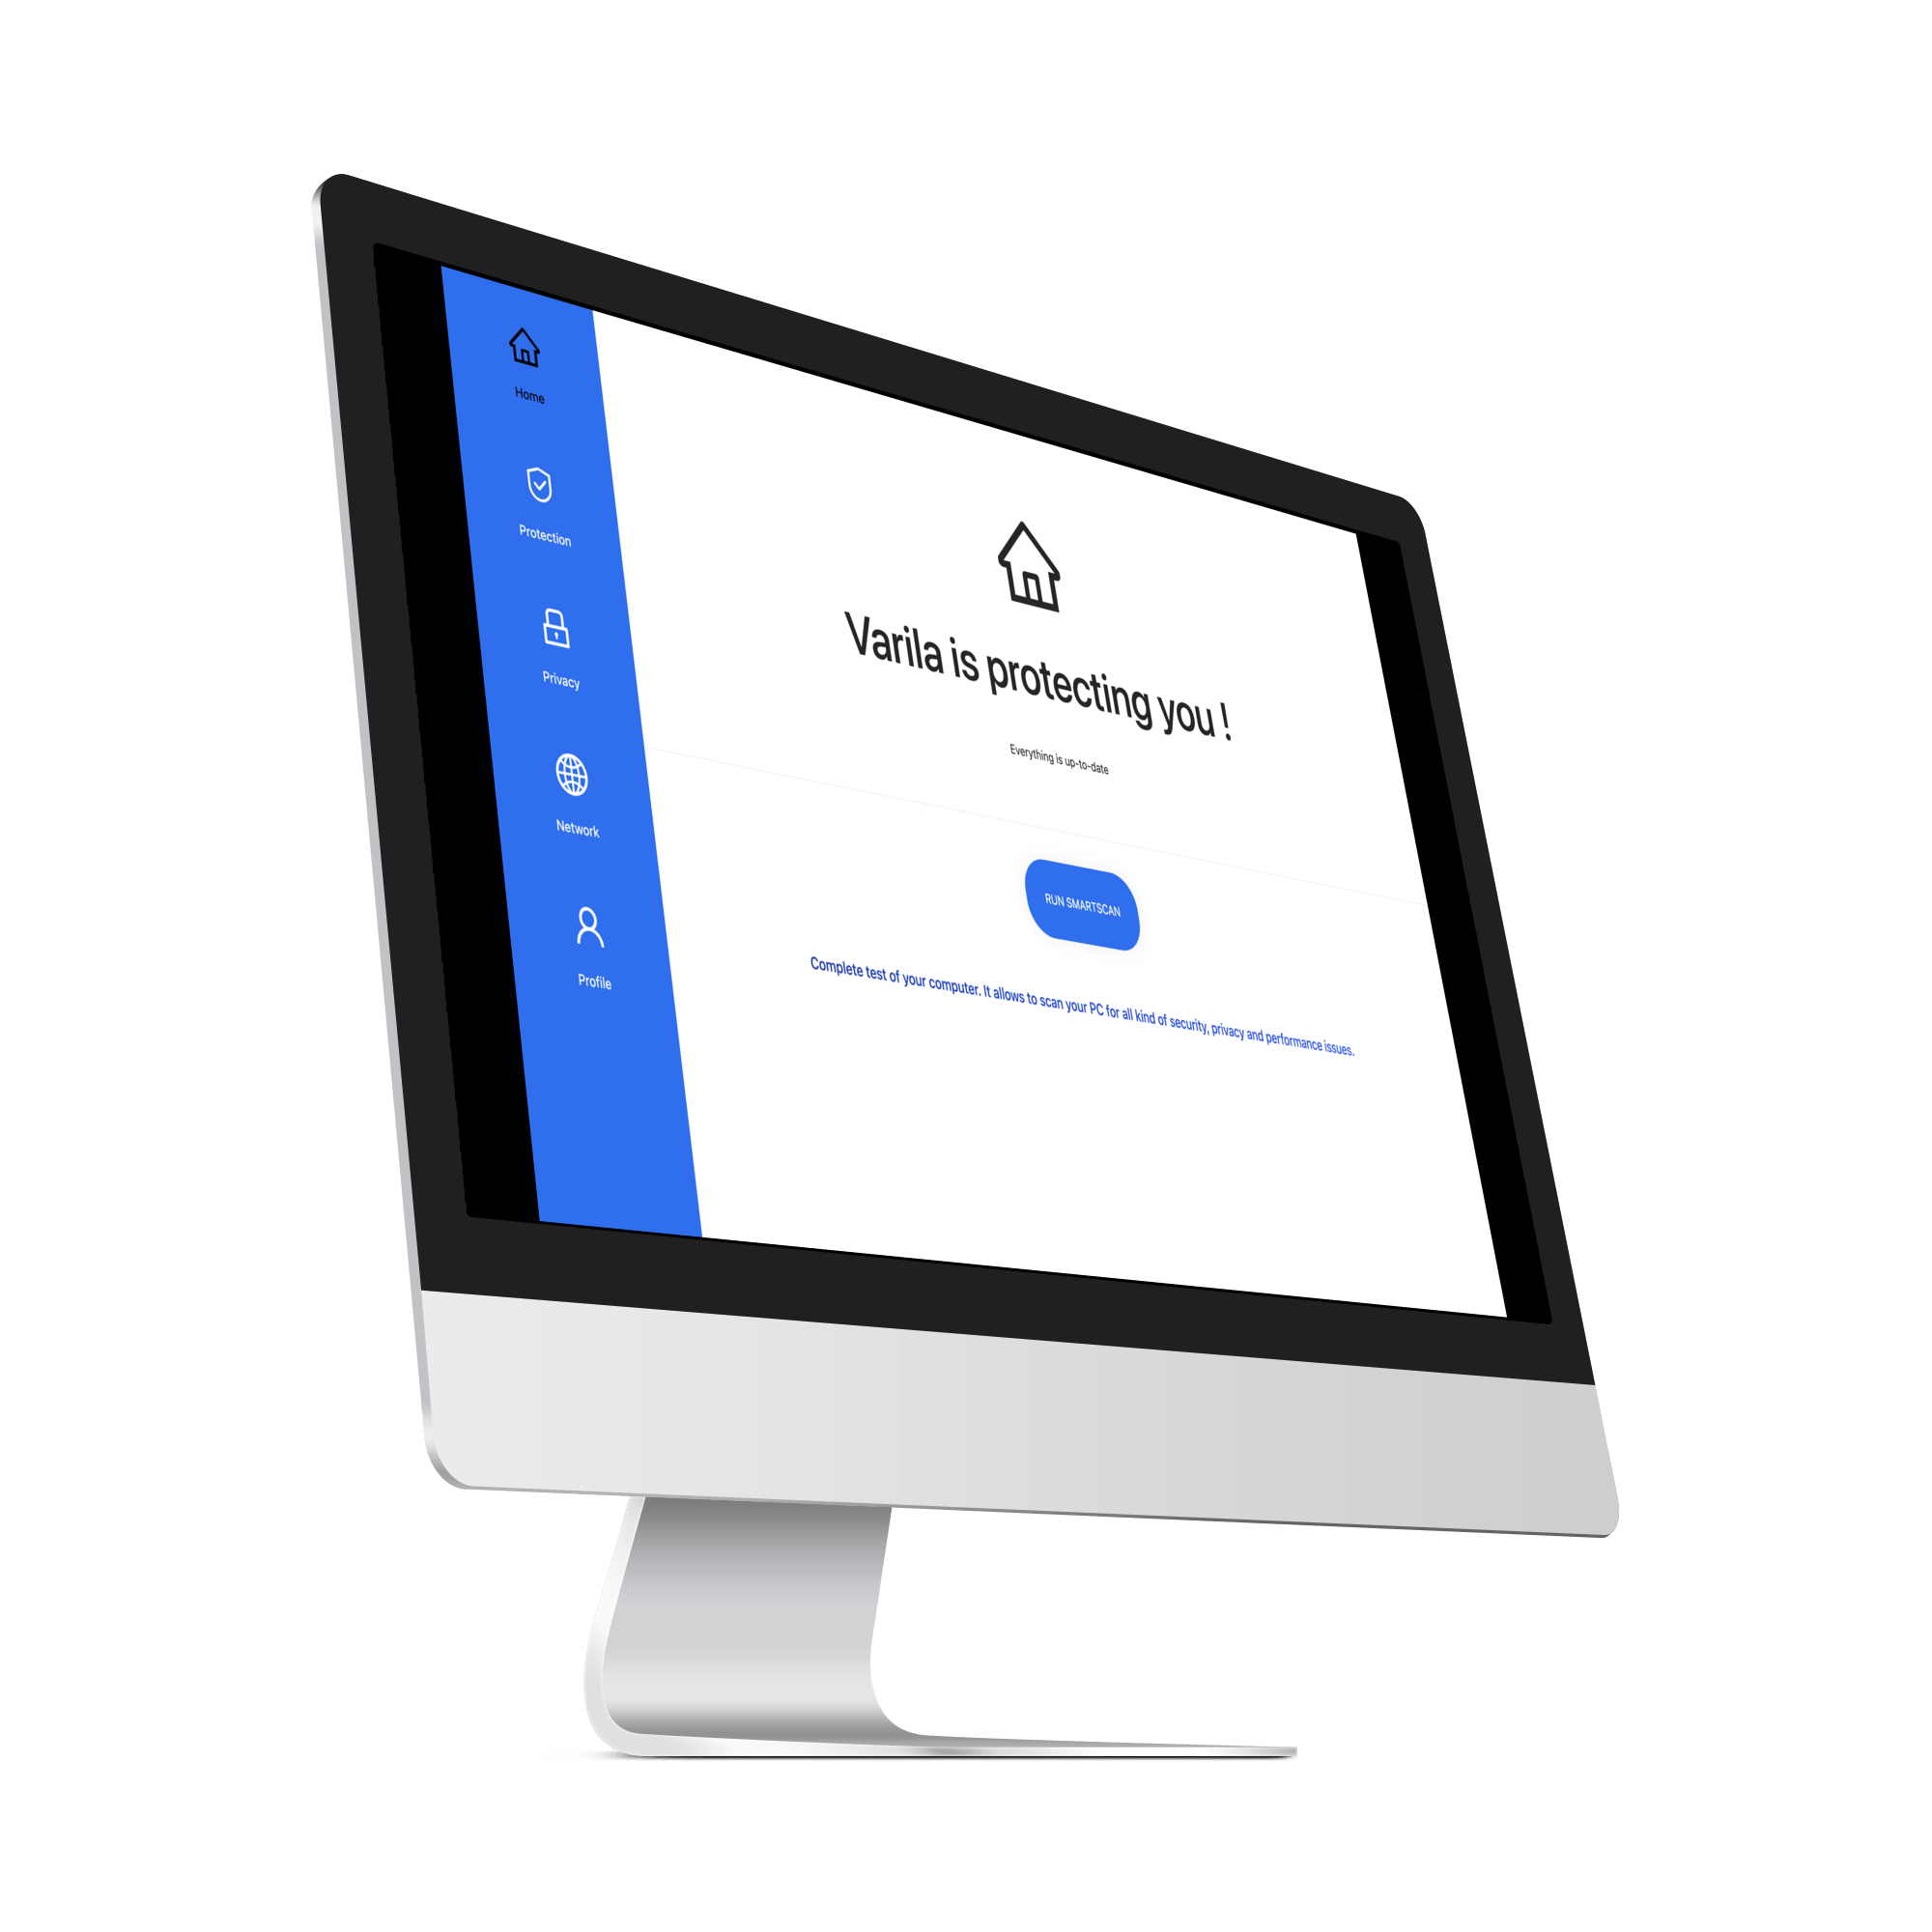 Home
Protection
Privacy
Network
Profile
Varilla is protecting you !
Everything is up-to-date
RUN SMARTSCAN
Complete test of your computer. It allows to scan your PC for all kind of security, privacy and performance issues.